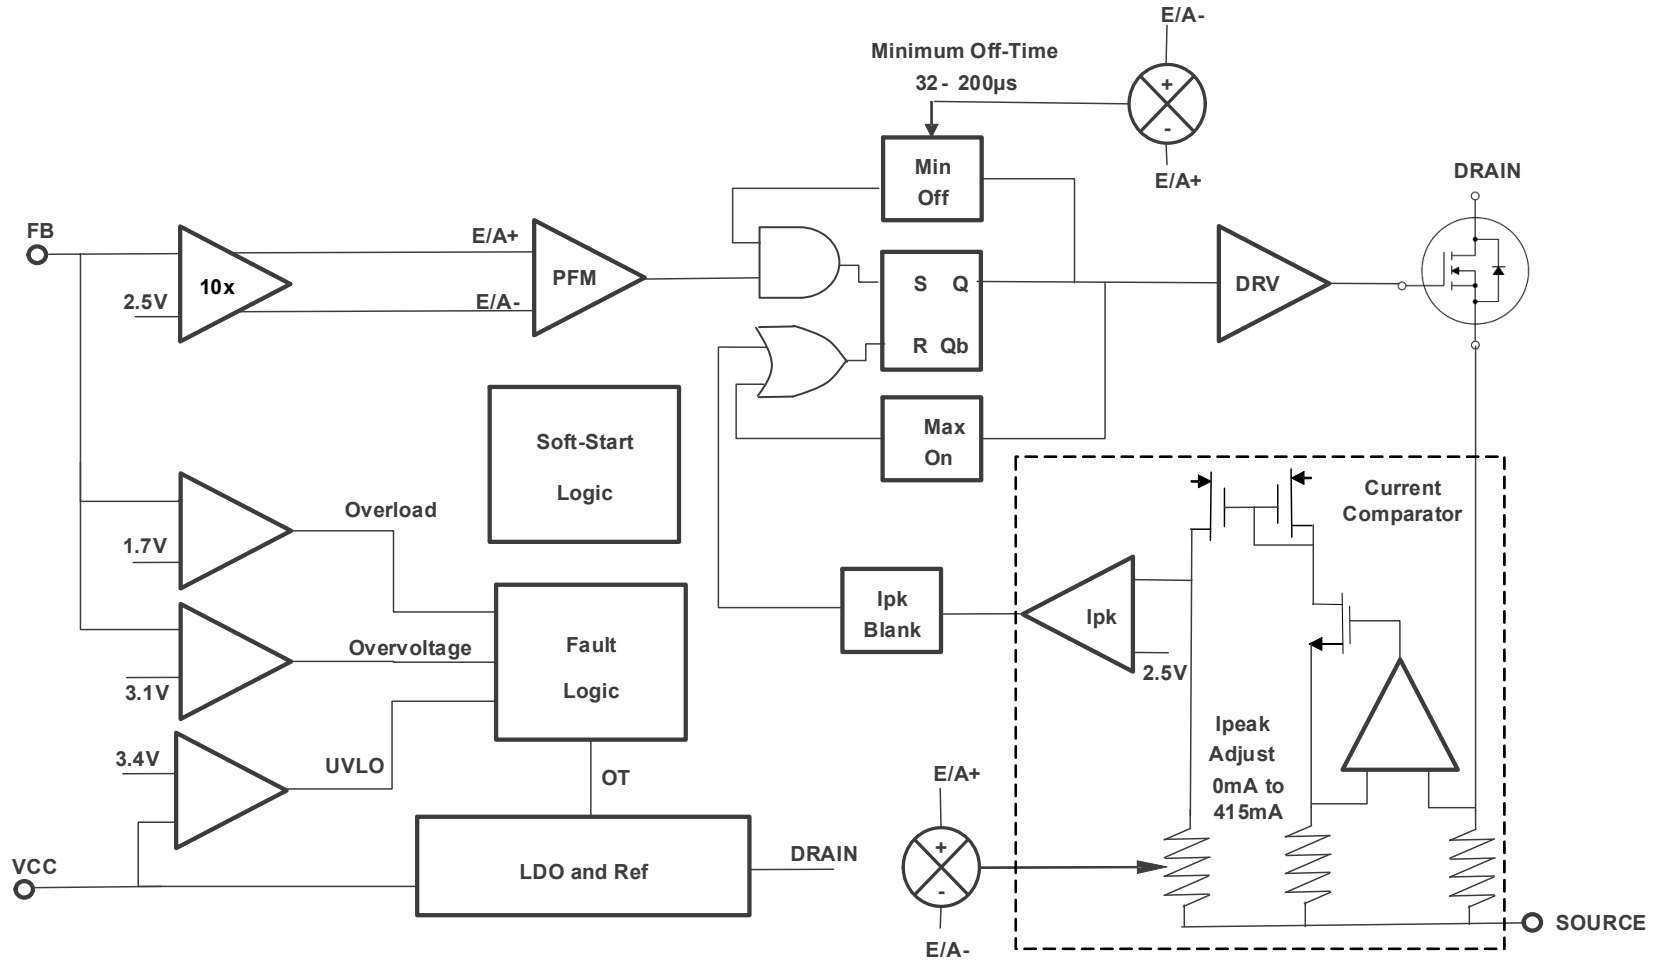 E/A-
Minimum Off-Time
32 - 200µs
+
-
E/A+
Min
Off
DRAIN
FB
E/A+
10x
PFM
2.5V
E/A-
S Q
R Qb
DRV
Max
On
Soft-Start
Logic
Current
Comparator
Overload
1.7V
Ipk
Blank
Ipk
2.5V
Fault
Logic
Overvoltage
3.1V
Ipeak
Adjust
0mA to
415mA
3.4V
UVLO
OT
E/A+
+
-
E/A-
VCC
LDO and Ref
DRAIN
SOURCE